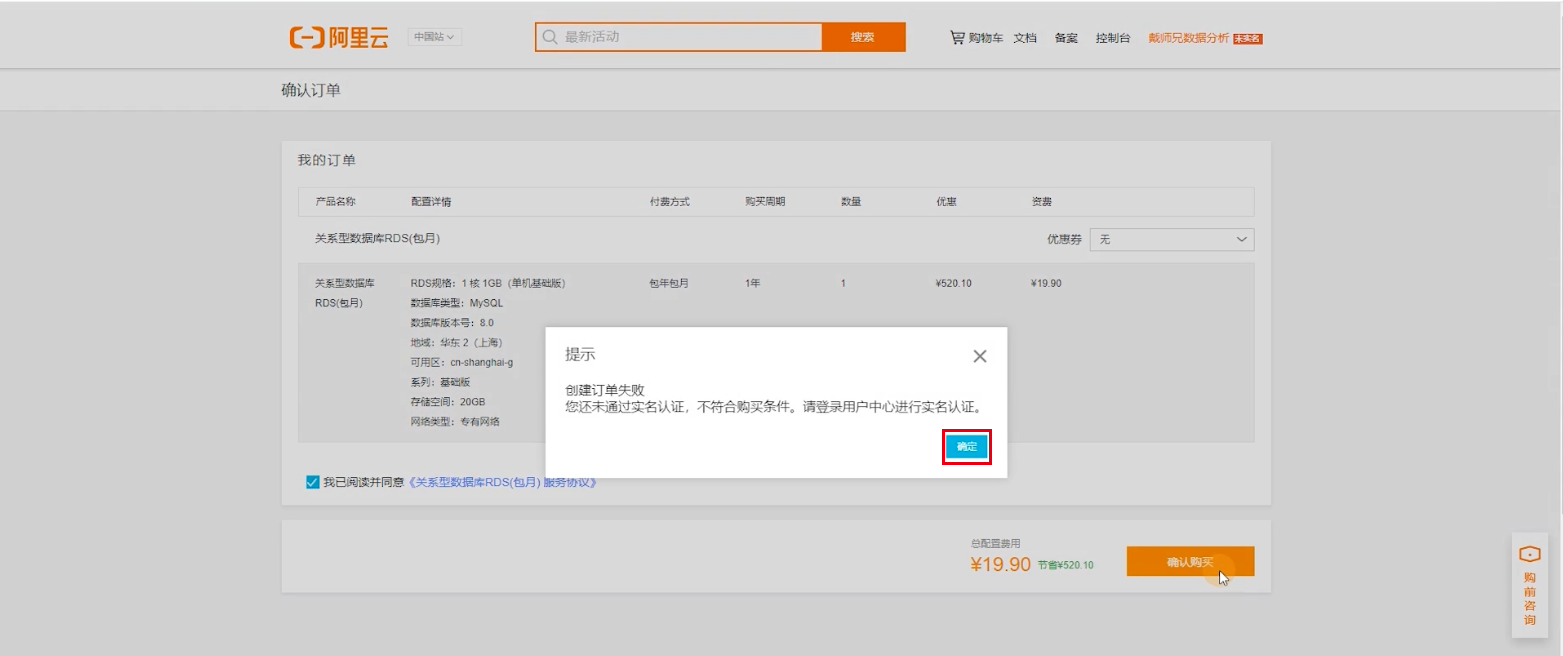 阿里云
中国站
最新活动
搜索
购物车 文档 备案 控制台 戴师兄数据分析 未实名
确认订单
我的订单
产品名称 配置详情 付费方式 购买周期 数量 优惠 资费
关系型数据库RDS(包月) 优惠券 无
关系型数据库 RDS规格：1 核 1GB（单机基础版） 包年包月 1年 1 ¥520.10 ¥19.90
RDS(包月) 数据库类型：MySQL
数据库版本号：8.0
地域：华东 2（上海）
可用区：cn-shanghai-g
系列：基础版
存储空间：20GB
网络类型：专有网络
提示
创建订单失败
您还未通过实名认证，不符合购买条件。请登录用户中心进行实名认证。
确定
我已阅读并同意《关系型数据库RDS(包月) 服务协议》
总配置费用
¥19.90 节省¥520.10
确认购买
购前咨询